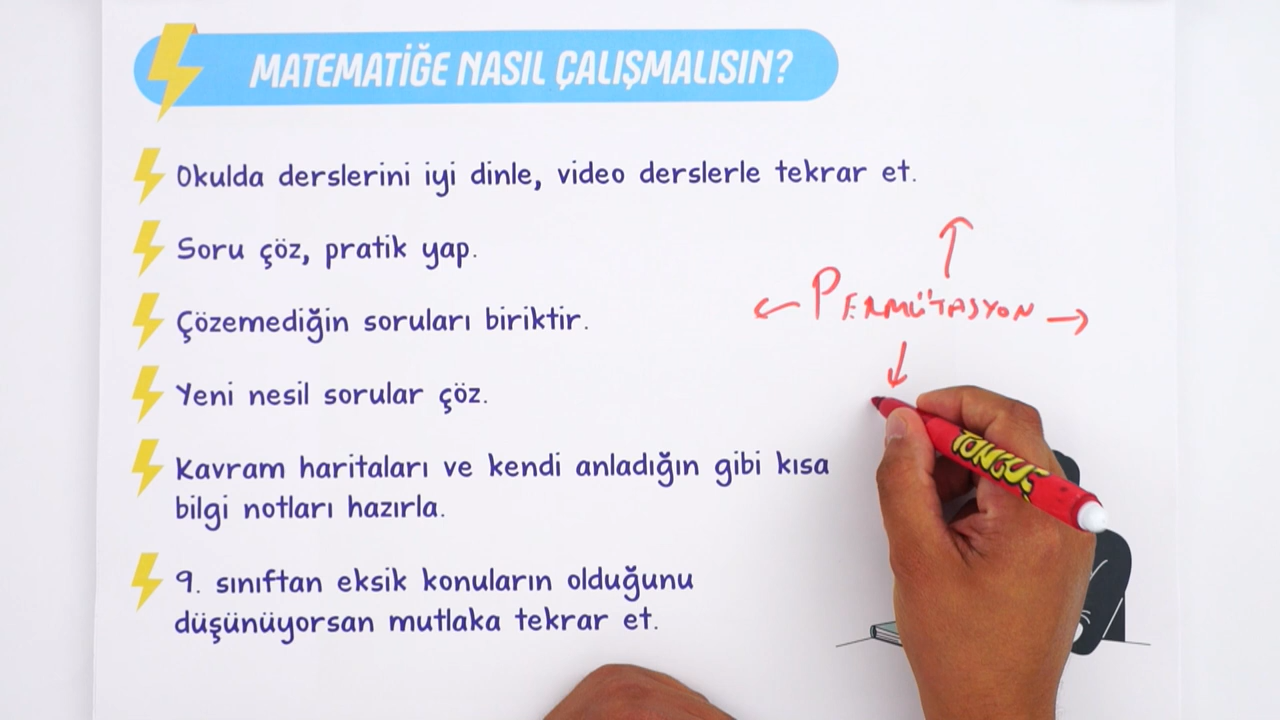 MATEMATİĞE NASIL ÇALIŞMALISIN?
Okulda derslerini iyi dinle, video derslerle tekrar et.
Soru çöz, pratik yap.
Çözemediğin soruları biriktir.
PERMÜTASYON
Yeni nesil sorular çöz.
Kavram haritaları ve kendi anladığın gibi kısa
bilgi notları hazırla.
TONGUÇ
9. sınıftan eksik konuların olduğunu
düşünüyorsan mutlaka tekrar et.